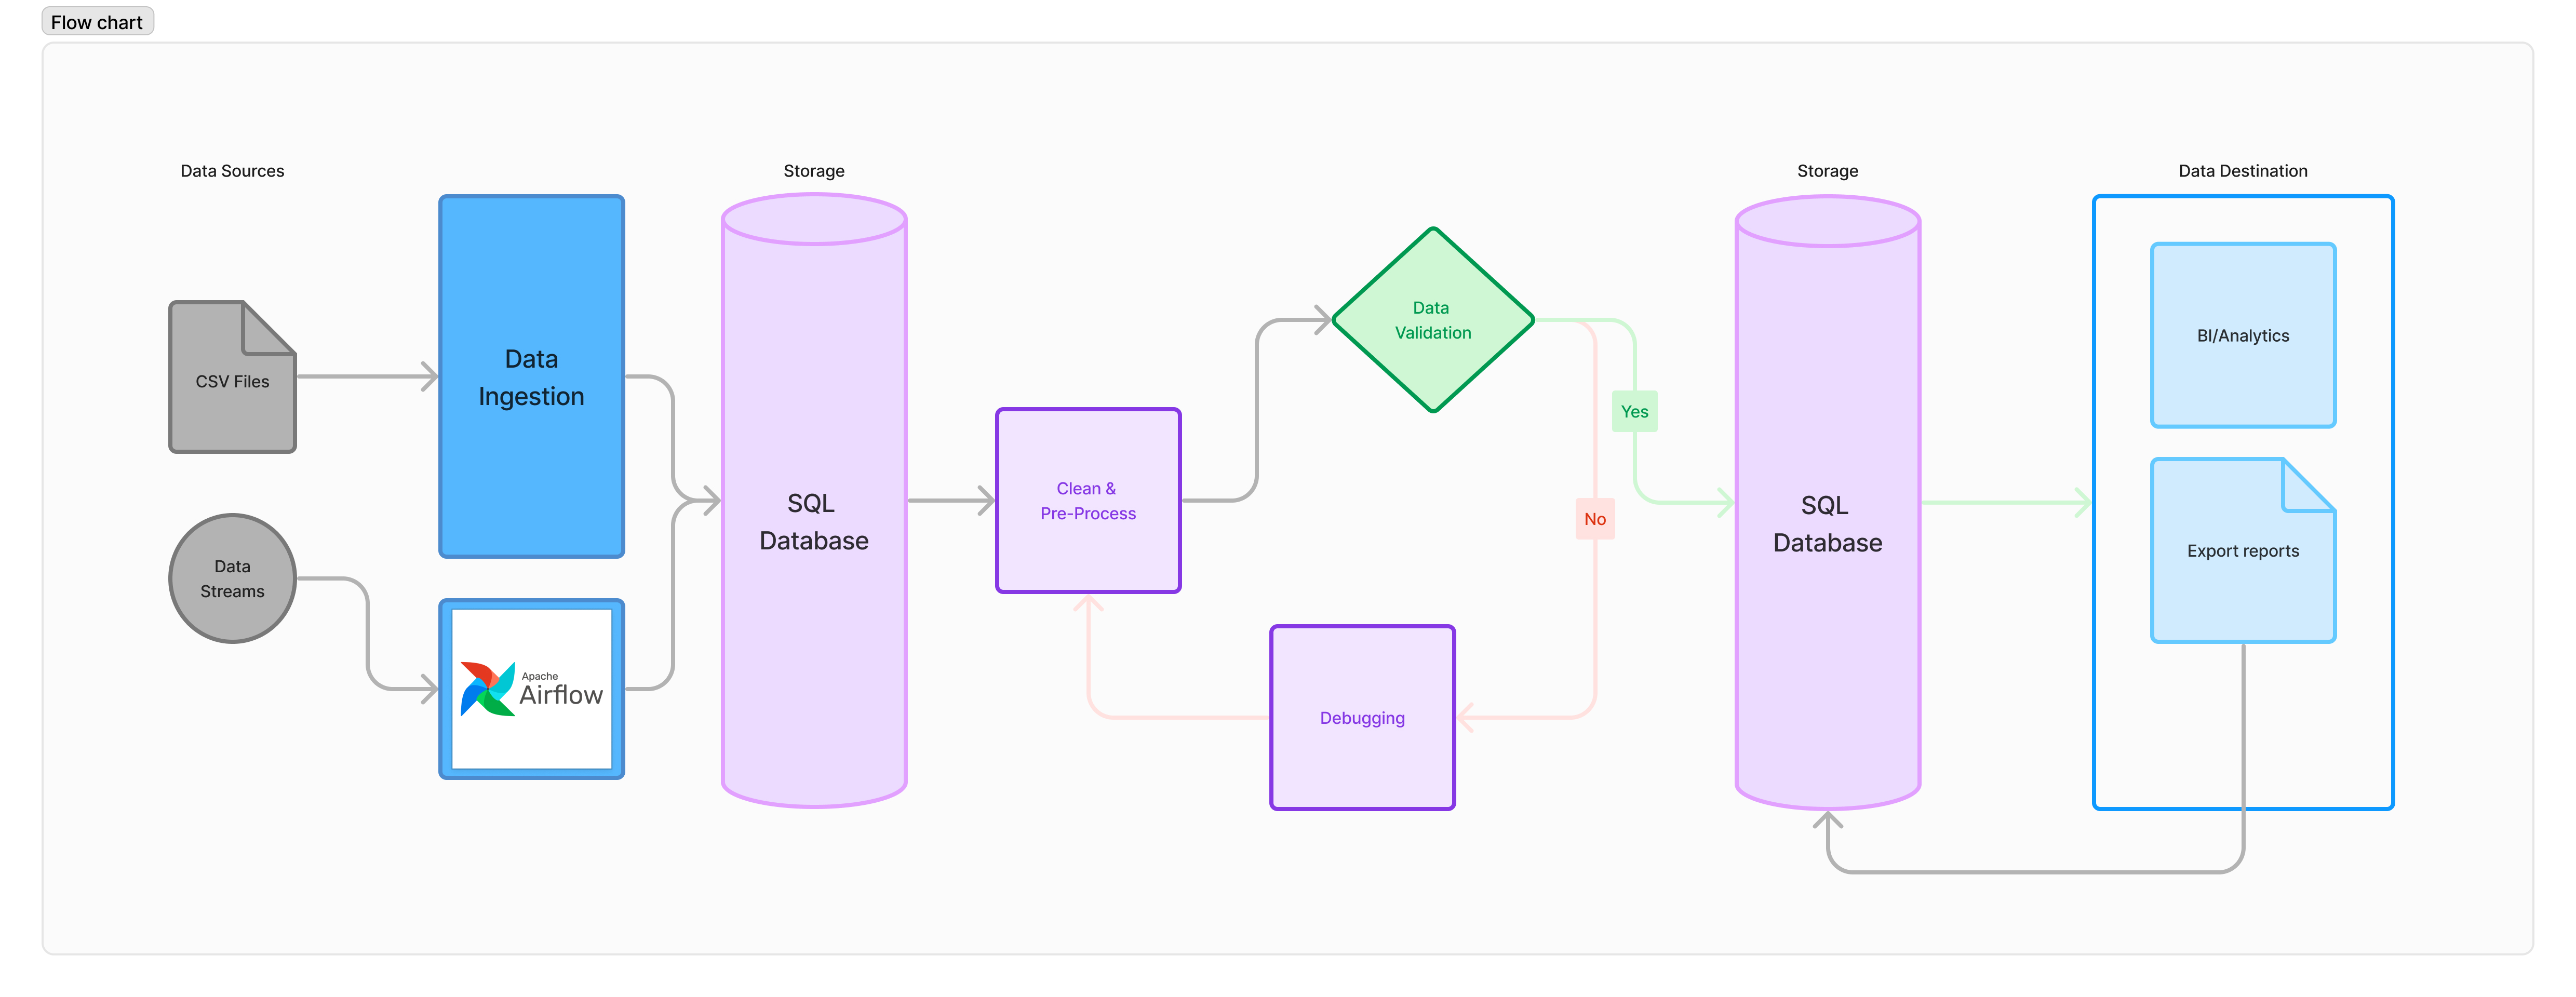 Flow chart
Data Sources
Storage
Storage
Data Destination
CSV Files
Data
Streams
Data
Ingestion
Apache
Airflow
SQL
Database
Clean &
Pre-Process
Data
Validation
Yes
No
Debugging
SQL
Database
BI/Analytics
Export reports